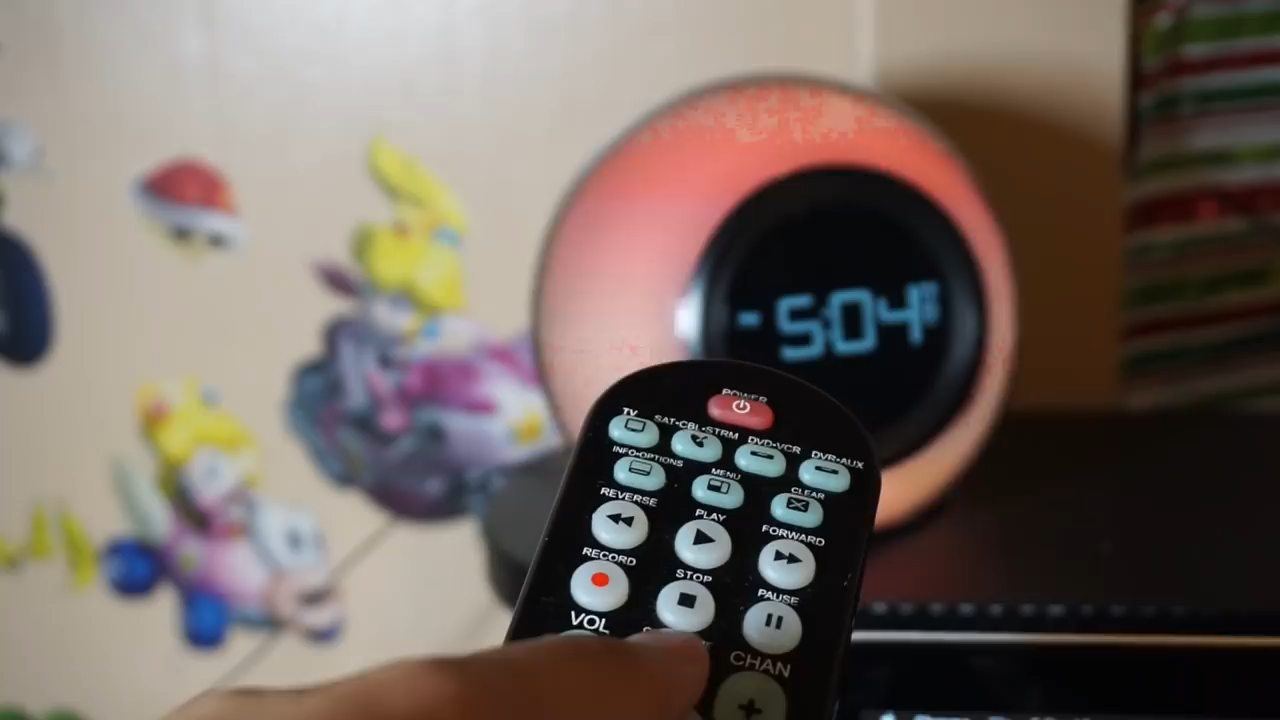 -5:04
POWER
TV SAT•CBL•STRM DVD•VCR DVR•AUX
INFO•OPTIONS MENU CLEAR
REVERSE PLAY FORWARD
RECORD STOP PAUSE
VOL CHAN
+